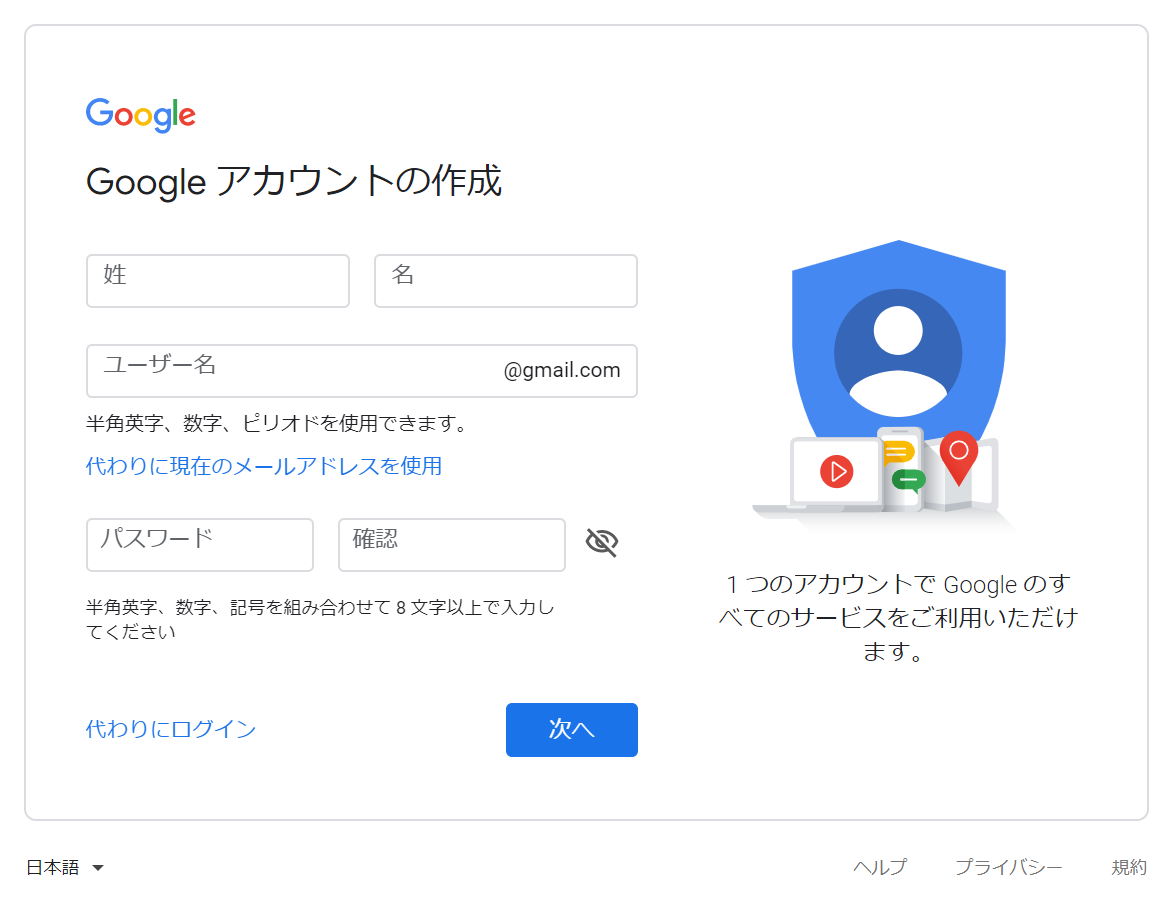 Google
Google アカウントの作成
姓
名
ユーザー名
@gmail.com
半角英字、数字、ピリオドを使用できます。
代わりに現在のメールアドレスを使用
パスワード
確認
半角英字、数字、記号を組み合わせて 8 文字以上で入力し
てください
代わりにログイン
次へ
1 つのアカウントで Google のす
べてのサービスをご利用いただけ
ます。
日本語
ヘルプ
プライバシー
規約